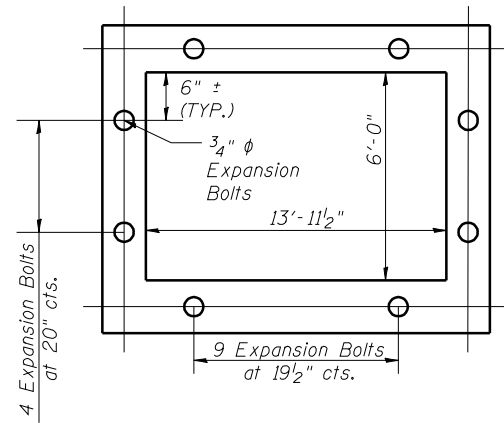 6" ±
(TYP.)
3/4" ϕ
Expansion
Bolts
6'-0"
13'-11 1/2"
4 Expansion Bolts
at 20" cts.
9 Expansion Bolts
at 19 1/2" cts.